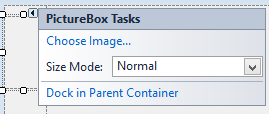 PictureBox Tasks
Choose Image...
Size Mode: Normal
Dock in Parent Container